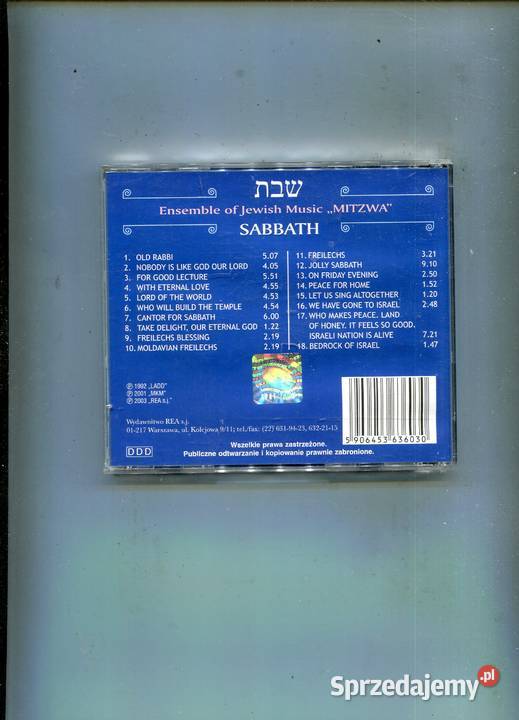 שבת
Ensemble of Jewish Music „MITZWA"
SABBATH
1. OLD RABBI 5.07
2. NOBODY IS LIKE GOD OUR LORD 4.05
3. FOR GOOD LECTURE 5.51
4. WITH ETERNAL LOVE 4.55
5. LORD OF THE WORLD 4.53
6. WHO WILL BUILD THE TEMPLE 4.54
7. CANTOR FOR SABBATH 6.00
8. TAKE DELIGHT, OUR ETERNAL GOD 1.22
9. FREILECHS BLESSING 2.19
10. MOLDAVIAN FREILECHS 2.19
11. FREILECHS 3.21
12. JOLLY SABBATH 9.10
13. ON FRIDAY EVENING 2.50
14. PEACE FOR HOME 1.52
15. LET US SING ALTOGETHER 1.20
16. WE HAVE GONE TO ISRAEL 2.48
17. WHO MAKES PEACE. LAND
OF HONEY. IT FEELS SO GOOD.
ISRAELI NATION IS ALIVE 7.21
18. BEDROCK OF ISRAEL 1.47
℗ 1992 „LADD"
℗ 2001 „MKM"
℗ 2003 „REA s.j."
Wydawnictwo REA s.j.
01-217 Warszawa, ul. Kolejowa 9/11; tel./fax: (22) 631-94-23, 632-21-15
5 906453 636030
DDD
Wszelkie prawa zastrzeżone.
Publiczne odtwarzanie i kopiowanie prawnie zabronione.
Sprzedajemy.pl